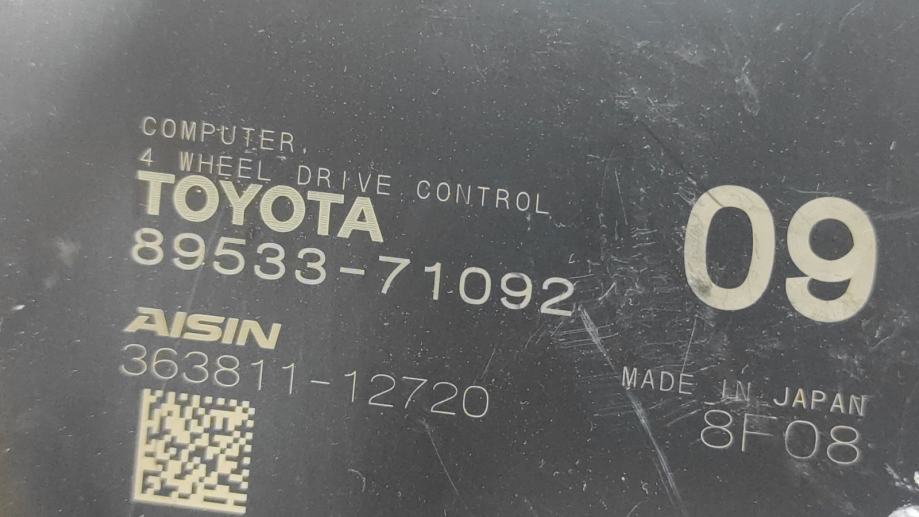 COMPUTER,
4 WHEEL DRIVE CONTROL
TOYOTA
89533-71092
09
AISIN
363811-12720
MADE IN JAPAN
8F08